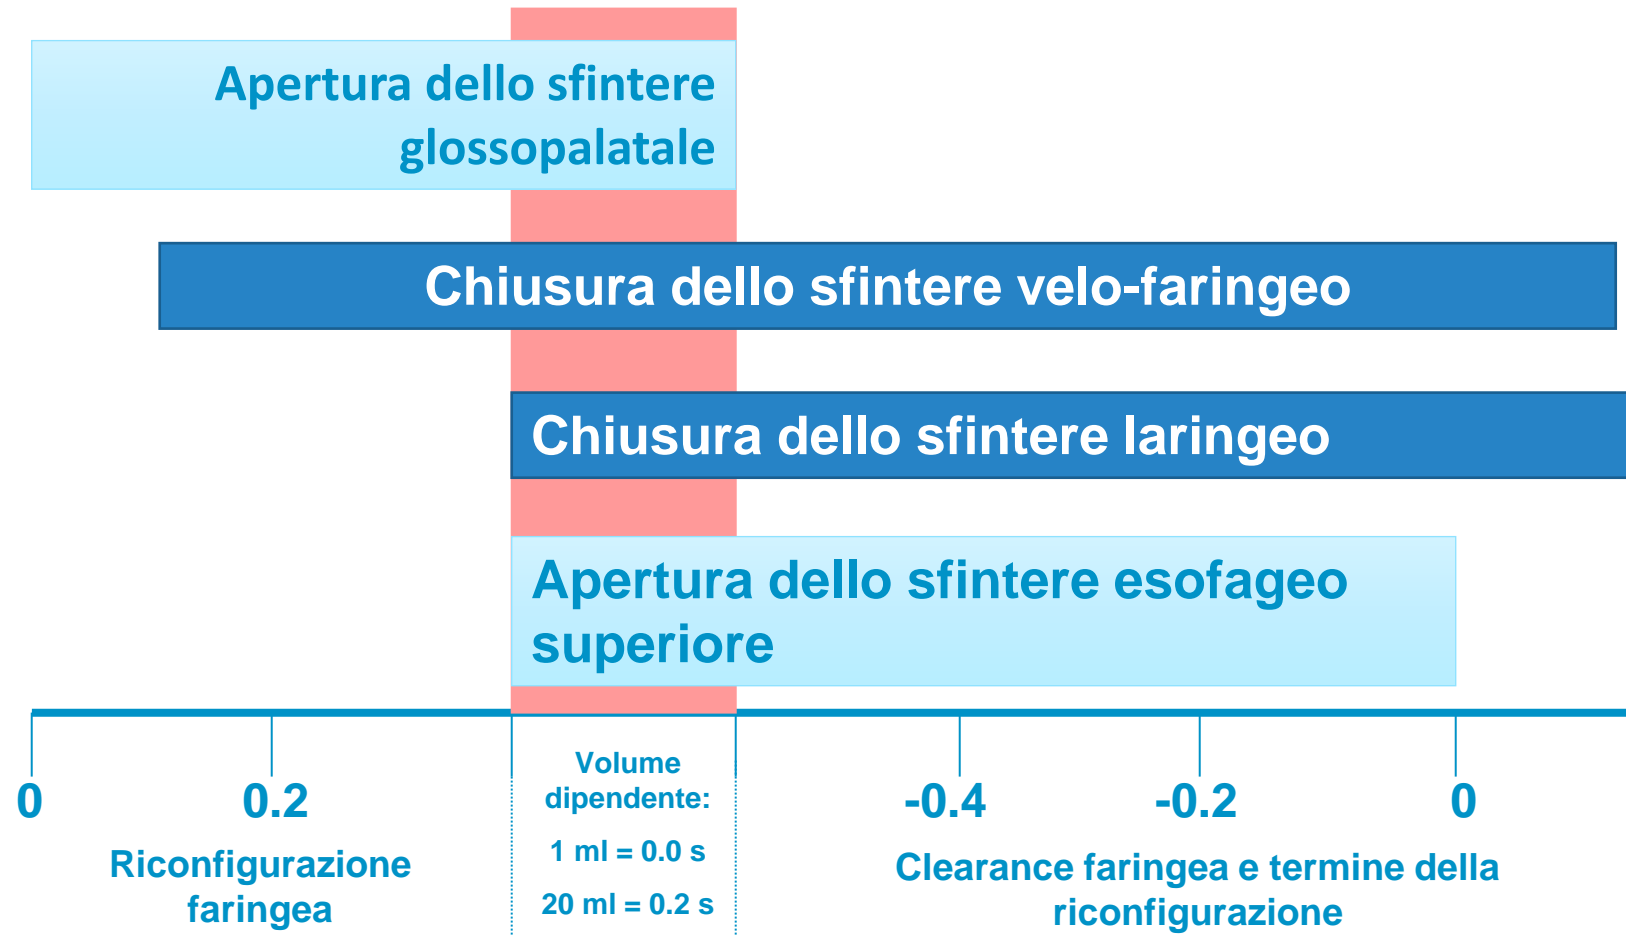 Apertura dello sfintere
glossopalatale
Chiusura dello sfintere velo-faringeo
Chiusura dello sfintere laringeo
Apertura dello sfintere esofageo
superiore
0
0.2
Volume
dipendente:
1 ml = 0.0 s
20 ml = 0.2 s
-0.4
-0.2
0
Riconfigurazione
faringea
Clearance faringea e termine della
riconfigurazione